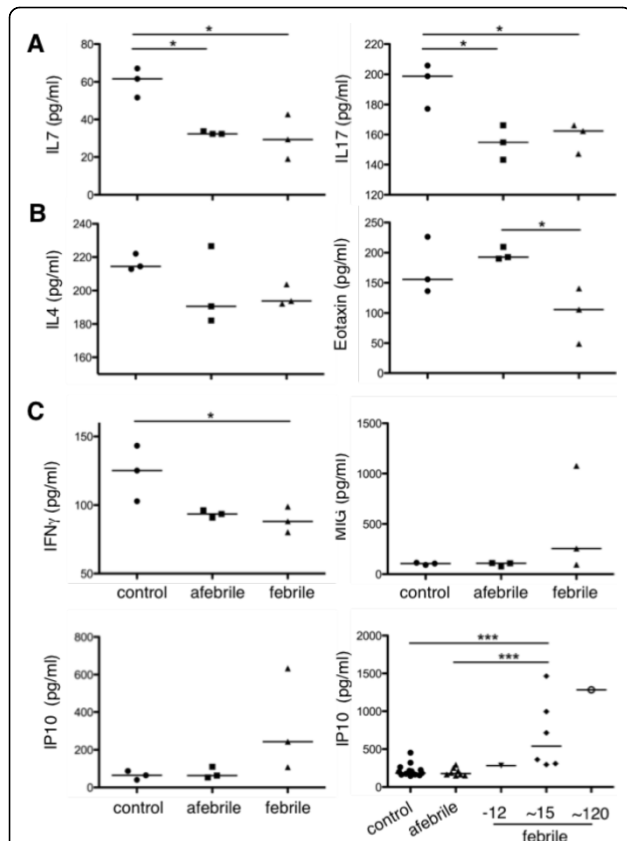 A
IL7 (pg/ml)
80
60
40
20
0
*
*
IL17 (pg/ml)
220
200
180
160
140
120
*
*
B
IL4 (pg/ml)
240
220
200
180
160
Eotaxin (pg/ml)
250
200
150
100
50
0
*
C
IFNγ (pg/ml)
150
100
50
*
control afebrile febrile
MIG (pg/ml)
1500
1000
500
0
control afebrile febrile
IP10 (pg/ml)
800
600
400
200
0
control afebrile febrile
IP10 (pg/ml)
2000
1500
1000
500
0
***
***
control afebrile -12 ~15 ~120
febrile